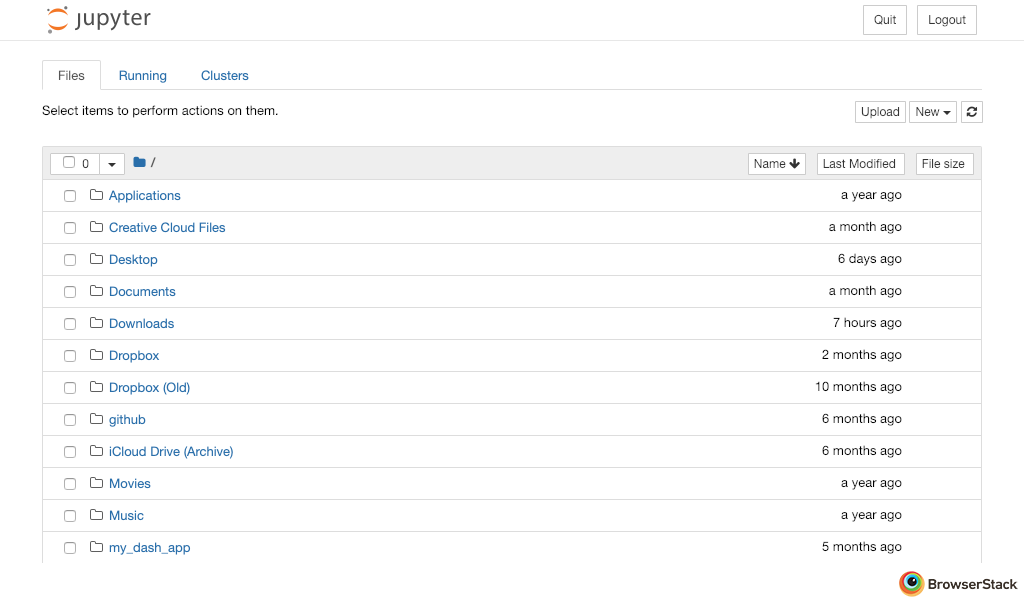 jupyter
Quit Logout
Files Running Clusters
Select items to perform actions on them.
Upload New
0 / Name Last Modified File size
Applications a year ago
Creative Cloud Files a month ago
Desktop 6 days ago
Documents a month ago
Downloads 7 hours ago
Dropbox 2 months ago
Dropbox (Old) 10 months ago
github 6 months ago
iCloud Drive (Archive) 6 months ago
Movies a year ago
Music a year ago
my_dash_app 5 months ago
BrowserStack